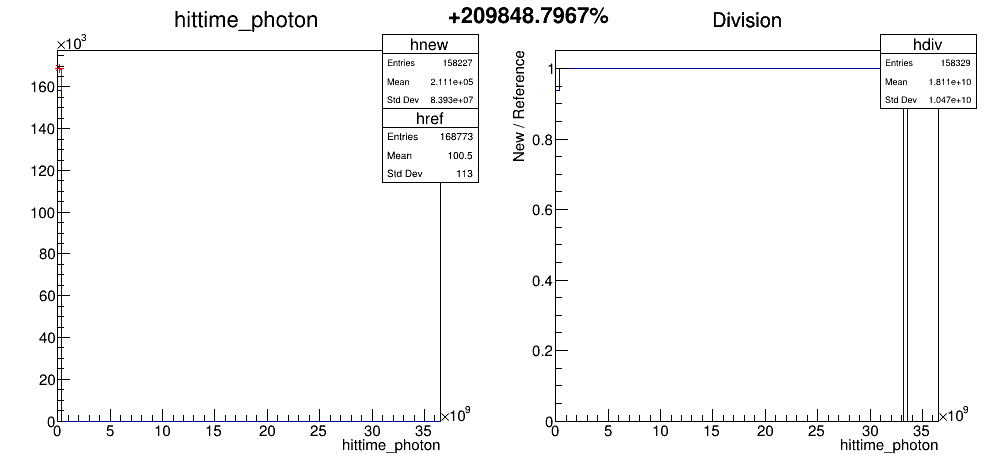 +209848.7967%
hittime_photon
×10³
160
140
120
100
80
60
40
20
0
0 5 10 15 20 25 30 35
×10⁹
hittime_photon
hnew
Entries 158227
Mean 2.111e+05
Std Dev 8.393e+07
href
Entries 168773
Mean 100.5
Std Dev 113
Division
New / Reference
1
0.8
0.6
0.4
0.2
0
0 5 10 15 20 25 30 35
×10⁹
hittime_photon
hdiv
Entries 158329
Mean 1.811e+10
Std Dev 1.047e+10